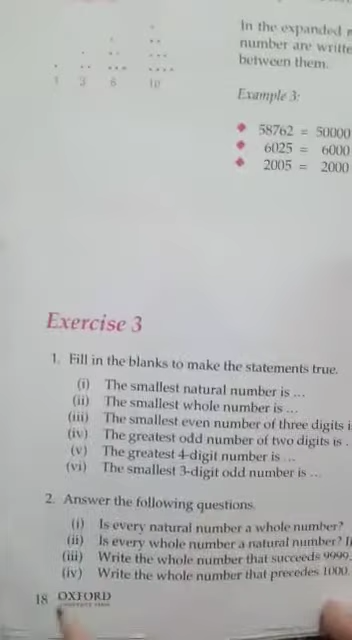 1 3 6 10
In the expanded
number are writte
between them.
Example 3:
58762 = 50000
6025 = 6000
2005 = 2000
Exercise 3
1. Fill in the blanks to make the statements true.
(i) The smallest natural number is ...
(ii) The smallest whole number is ...
(iii) The smallest even number of three digits i
(iv) The greatest odd number of two digits is .
(v) The greatest 4-digit number is ...
(vi) The smallest 3-digit odd number is ...
2. Answer the following questions.
(i) Is every natural number a whole number?
(ii) Is every whole number a natural number? I
(iii) Write the whole number that succeeds 9999.
(iv) Write the whole number that precedes 1000.
18 OXFORD